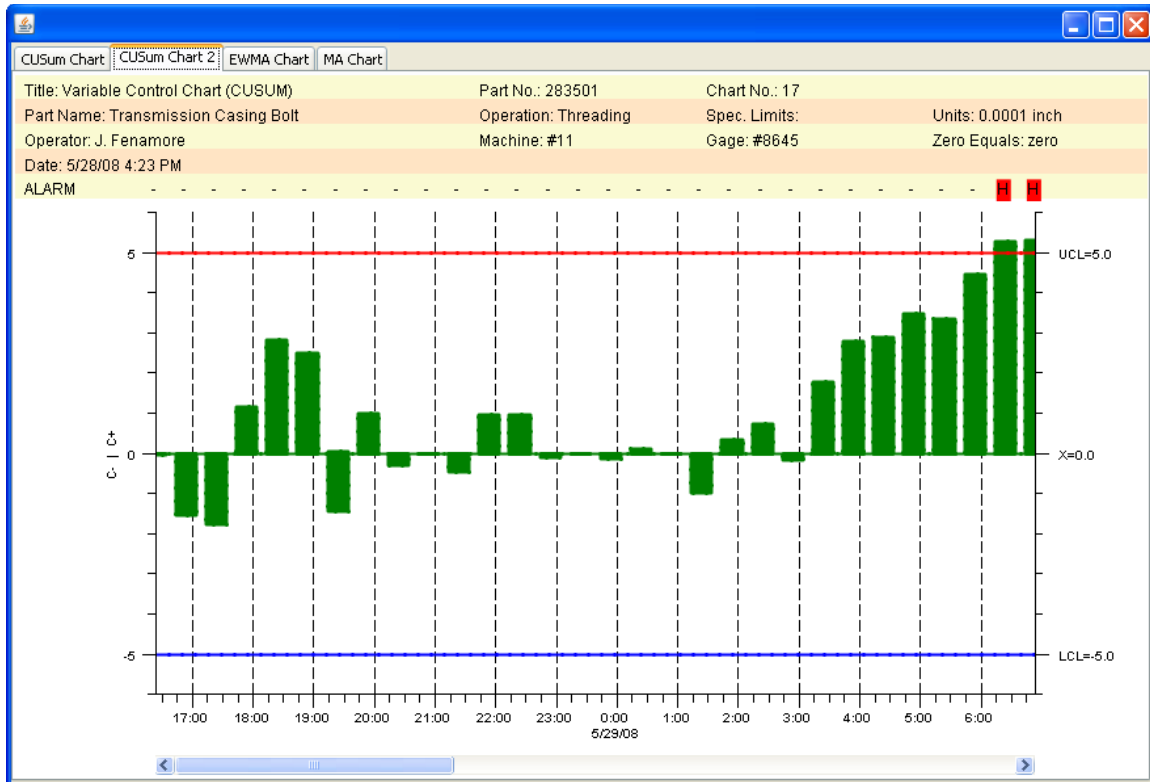 CUSum Chart CUSum Chart 2 EWMA Chart MA Chart
Title: Variable Control Chart (CUSUM) Part No.: 283501 Chart No.: 17
Part Name: Transmission Casing Bolt Operation: Threading Spec. Limits: Units: 0.0001 inch
Operator: J. Fenamore Machine: #11 Gage: #8645 Zero Equals: zero
Date: 5/28/08 4:23 PM
ALARM - - - - - - - - - - - - - - - - - - - - - - - - - - - - H H
5 UCL=5.0
C- | C+
0 X=0.0
-5 LCL=-5.0
17:00 18:00 19:00 20:00 21:00 22:00 23:00 0:00 1:00 2:00 3:00 4:00 5:00 6:00
5/29/08